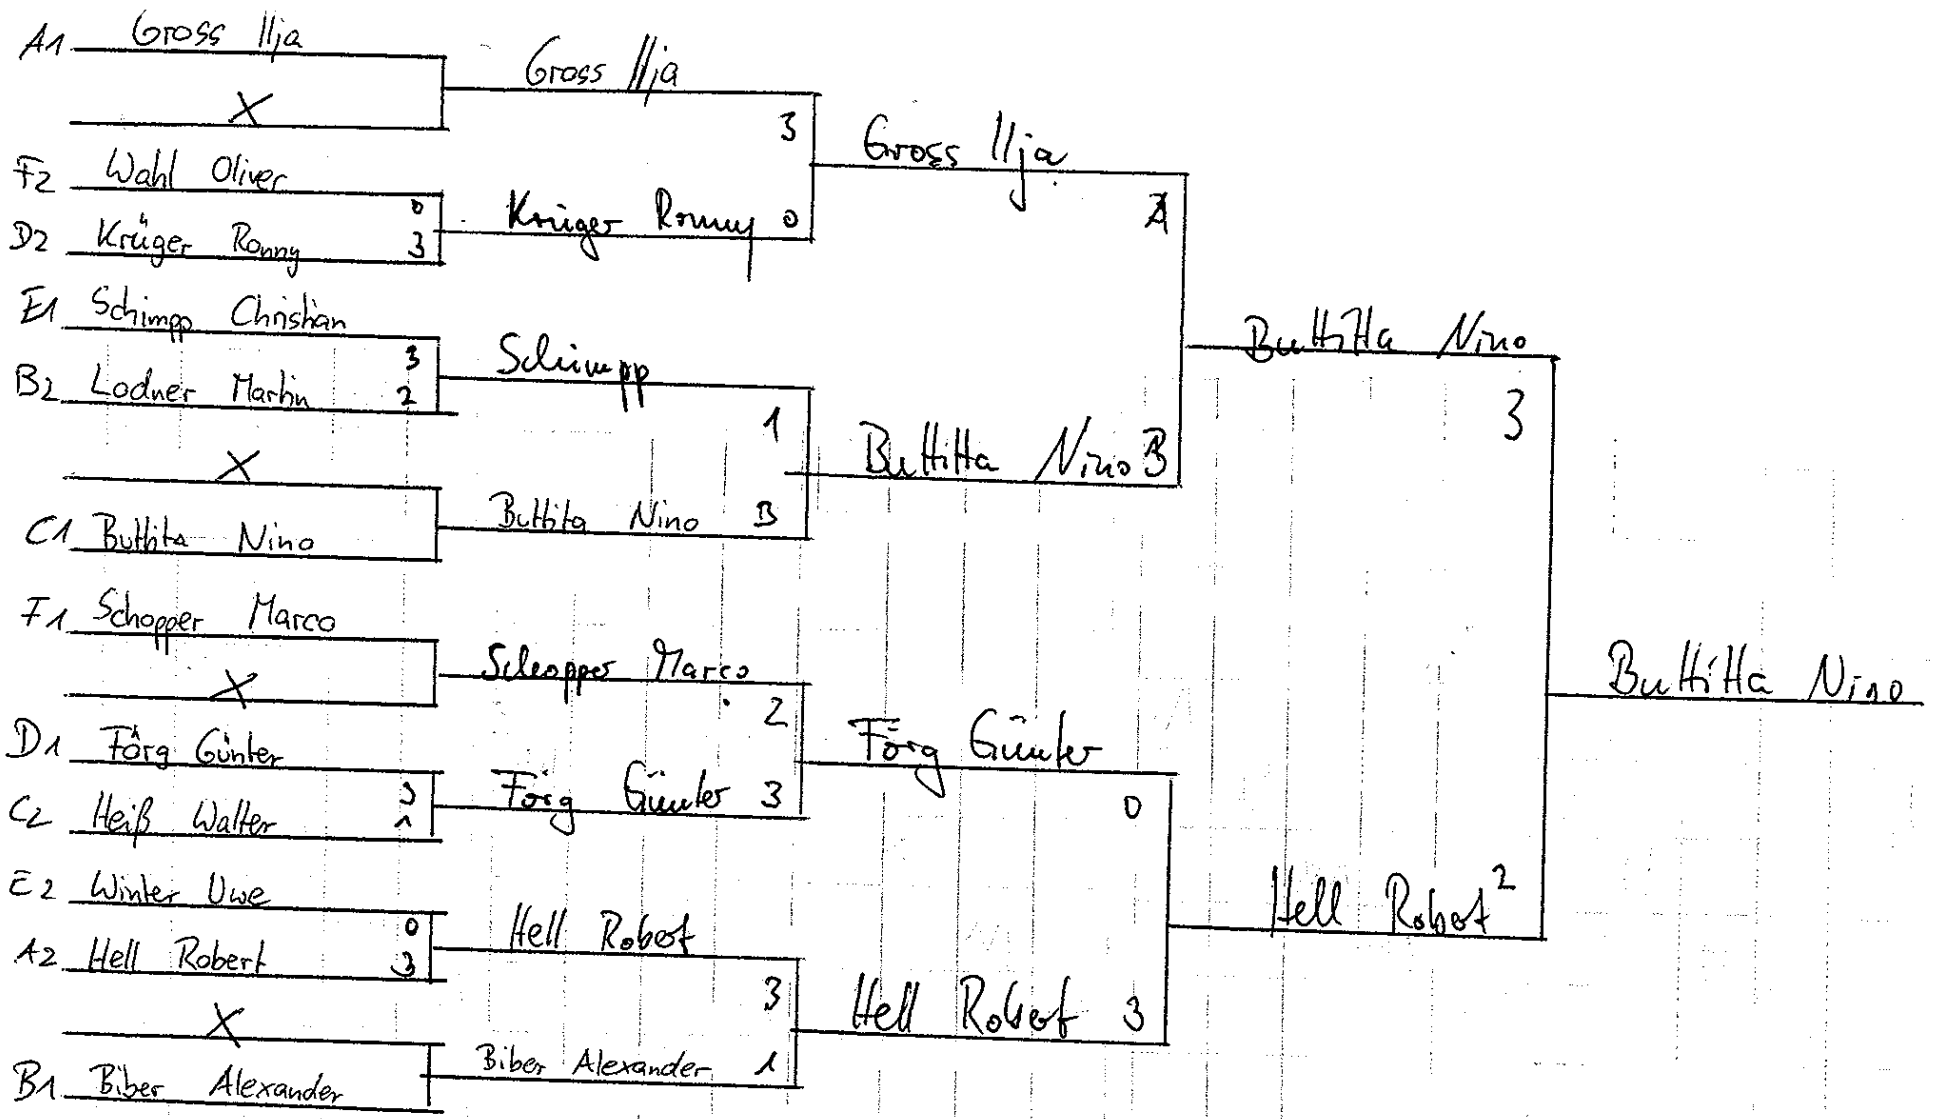 A1 Gross Ilja
X
F2 Wahl Oliver 0
D2 Krüger Ronny 3
E1 Schimpp Christian 3
B2 Lodner Martin 2
X
C1 Buttita Nino
F1 Schopper Marco
X
D1 Förg Günter 3
C2 Heiß Walter 1
E2 Winter Uwe 0
A2 Hell Robert 3
X
B1 Biber Alexander
Gross Ilja 3
Krüger Ronny 0
Schimpp 1
Buttita Nino 3
Schopper Marco 2
Förg Günter 3
Hell Robert 3
Biber Alexander 1
Gross Ilja
Buttitta Nino 3
Förg Günter 0
Hell Robert 3
Buttitta Nino 3
Hell Robert 2
Buttitta Nino